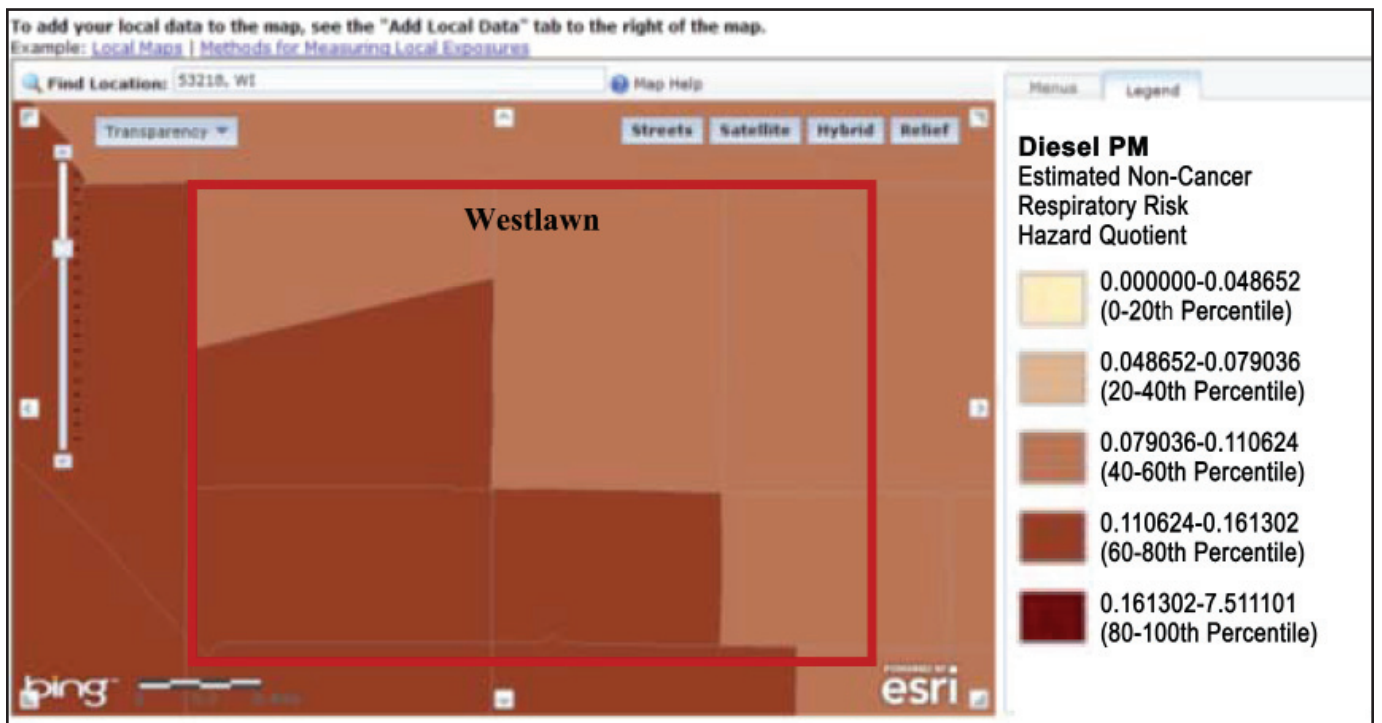 To add your local data to the map, see the "Add Local Data" tab to the right of the map.
Example: Local Maps | Methods for Measuring Local Exposures
Find Location: 53218, WI
Map Help
Menus
Legend
Transparency
Streets
Satellite
Hybrid
Relief
Westlawn
Diesel PM
Estimated Non-Cancer
Respiratory Risk
Hazard Quotient
0.000000-0.048652
(0-20th Percentile)
0.048652-0.079036
(20-40th Percentile)
0.079036-0.110624
(40-60th Percentile)
0.110624-0.161302
(60-80th Percentile)
0.161302-7.511101
(80-100th Percentile)
bing
POWERED BY
esri